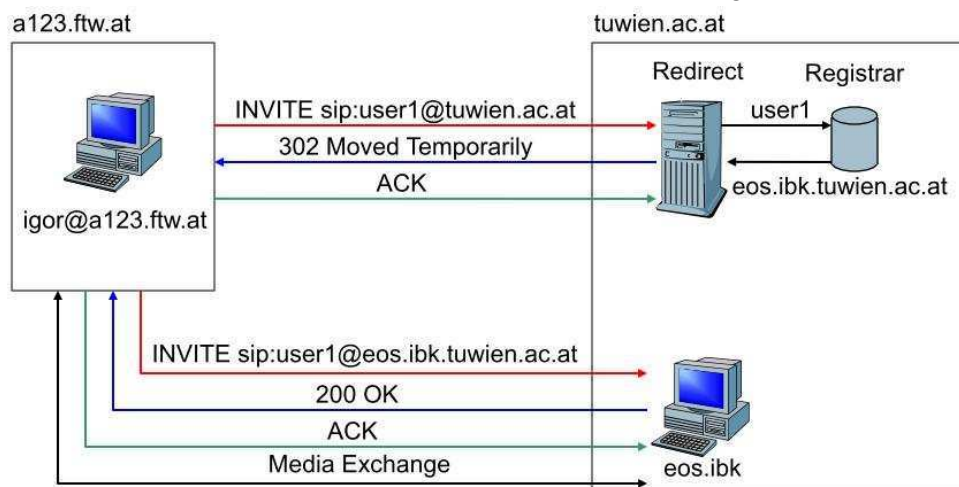 a123.ftw.at
tuwien.ac.at
Redirect
Registrar
INVITE sip:user1@tuwien.ac.at
user1
302 Moved Temporarily
ACK
eos.ibk.tuwien.ac.at
igor@a123.ftw.at
INVITE sip:user1@eos.ibk.tuwien.ac.at
200 OK
ACK
Media Exchange
eos.ibk